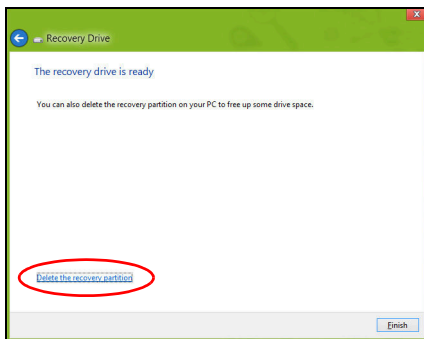 Recovery Drive
The recovery drive is ready
You can also delete the recovery partition on your PC to free up some drive space.
Delete the recovery partition
Finish